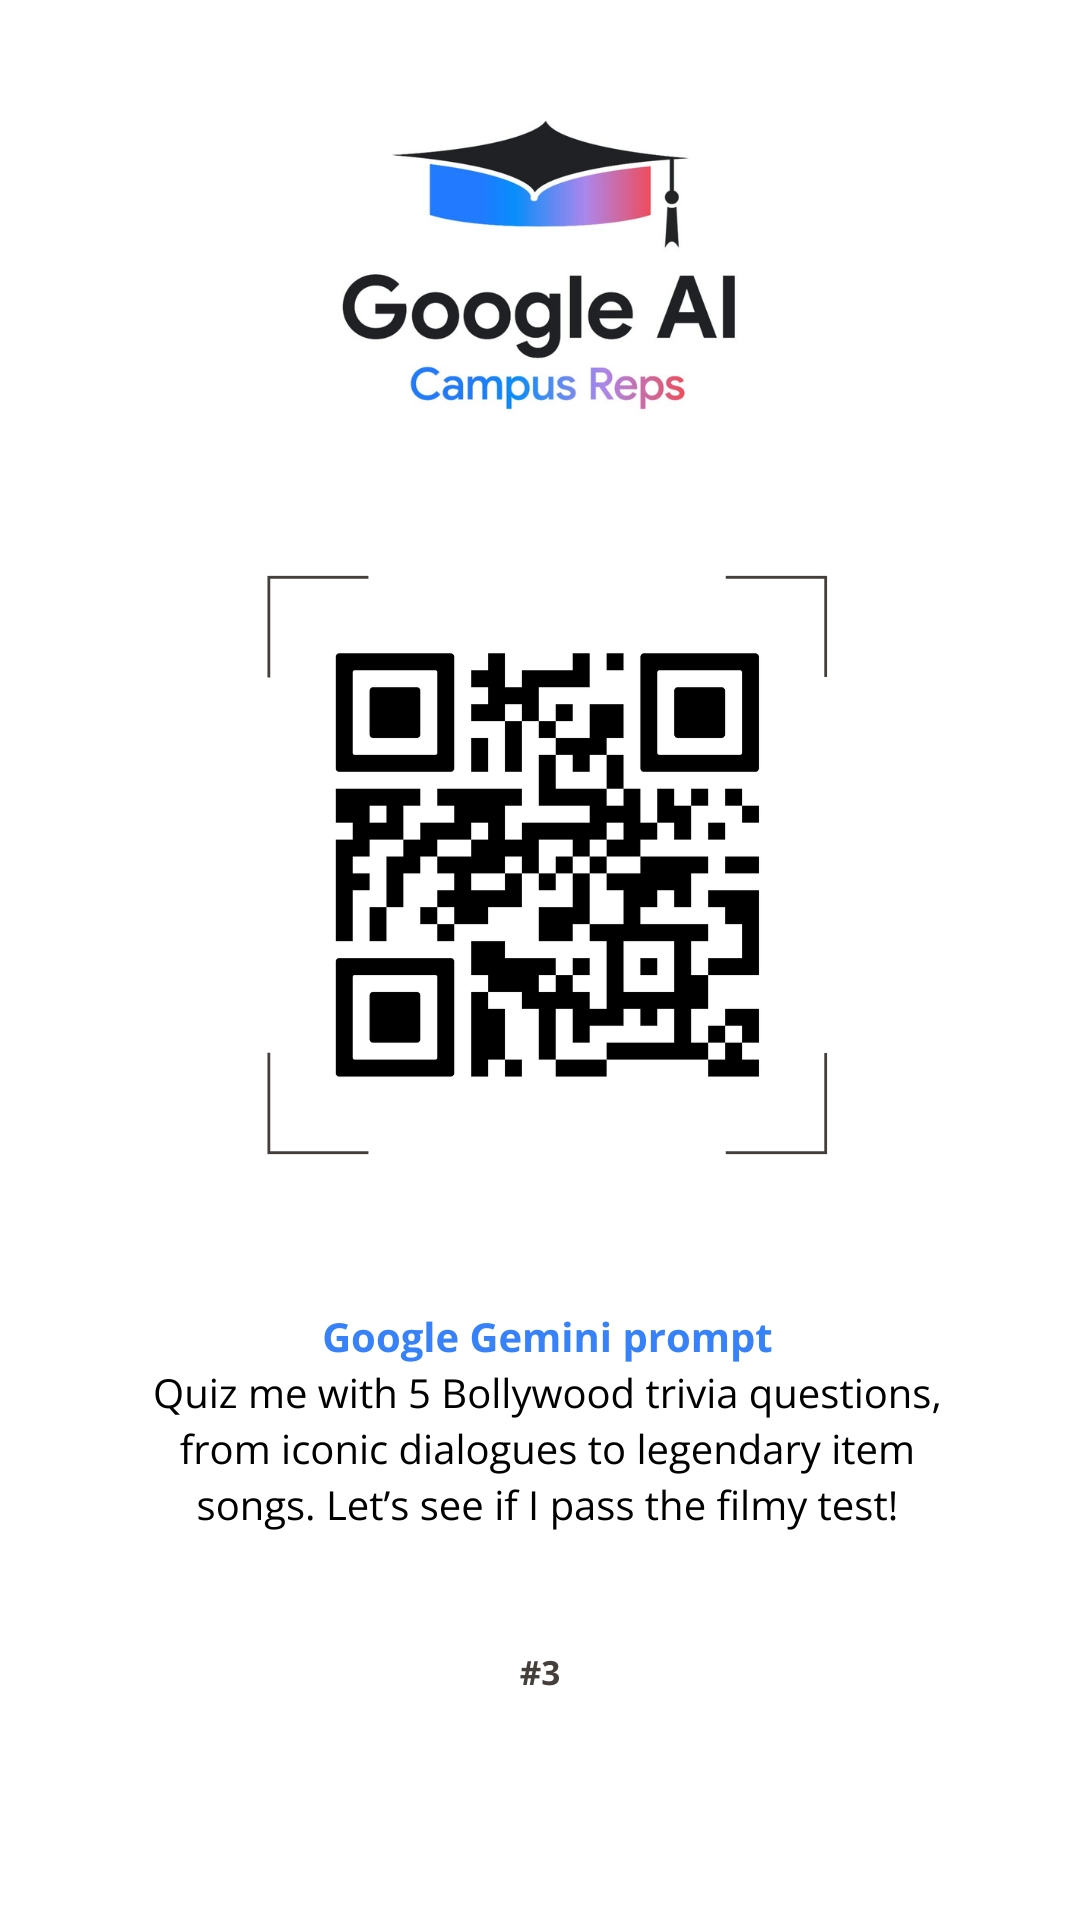 Google AI
Campus Reps
Google Gemini prompt
Quiz me with 5 Bollywood trivia questions,
from iconic dialogues to legendary item
songs. Let’s see if I pass the filmy test!
#3